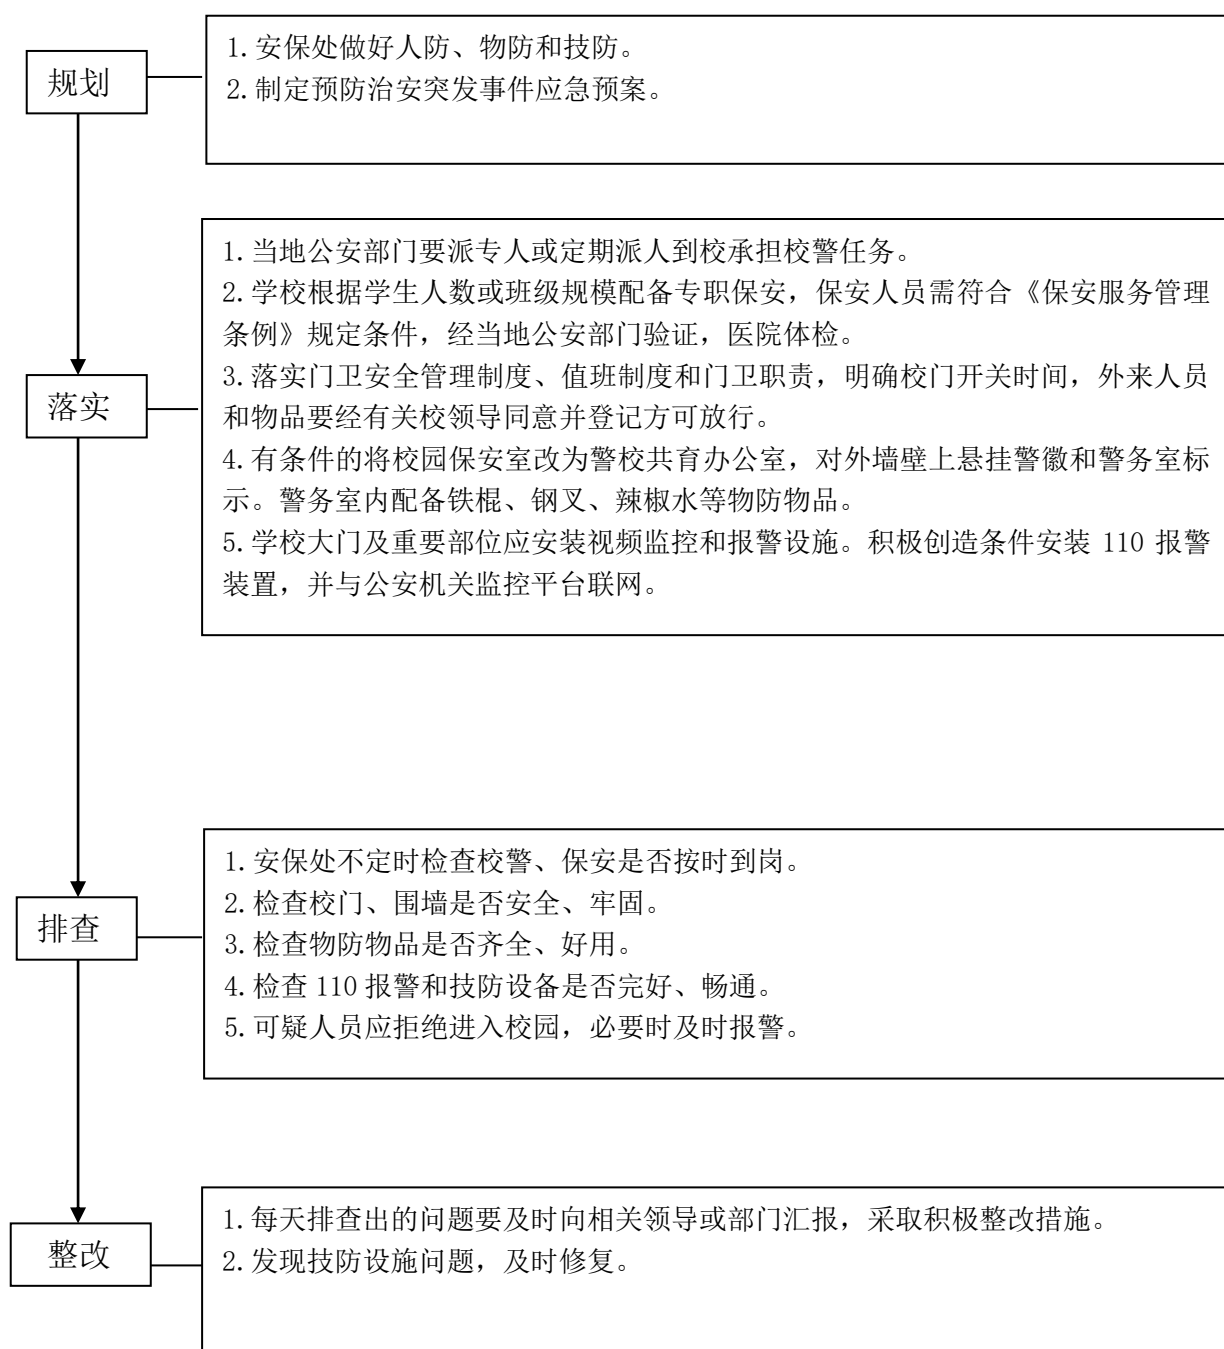 规划
1.安保处做好人防、物防和技防。
2.制定预防治安突发事件应急预案。
落实
1.当地公安部门要派专人或定期派人到校承担校警任务。
2.学校根据学生人数或班级规模配备专职保安，保安人员需符合《保安服务管理
条例》规定条件，经当地公安部门验证，医院体检。
3.落实门卫安全管理制度、值班制度和门卫职责，明确校门开关时间，外来人员
和物品要经有关校领导同意并登记方可放行。
4.有条件的将校园保安室改为警校共育办公室，对外墙壁上悬挂警徽和警务室标
示。警务室内配备铁棍、钢叉、辣椒水等物防物品。
5.学校大门及重要部位应安装视频监控和报警设施。积极创造条件安装 110 报警
装置，并与公安机关监控平台联网。
排查
1.安保处不定时检查校警、保安是否按时到岗。
2.检查校门、围墙是否安全、牢固。
3.检查物防物品是否齐全、好用。
4.检查 110 报警和技防设备是否完好、畅通。
5.可疑人员应拒绝进入校园，必要时及时报警。
整改
1.每天排查出的问题要及时向相关领导或部门汇报，采取积极整改措施。
2.发现技防设施问题，及时修复。